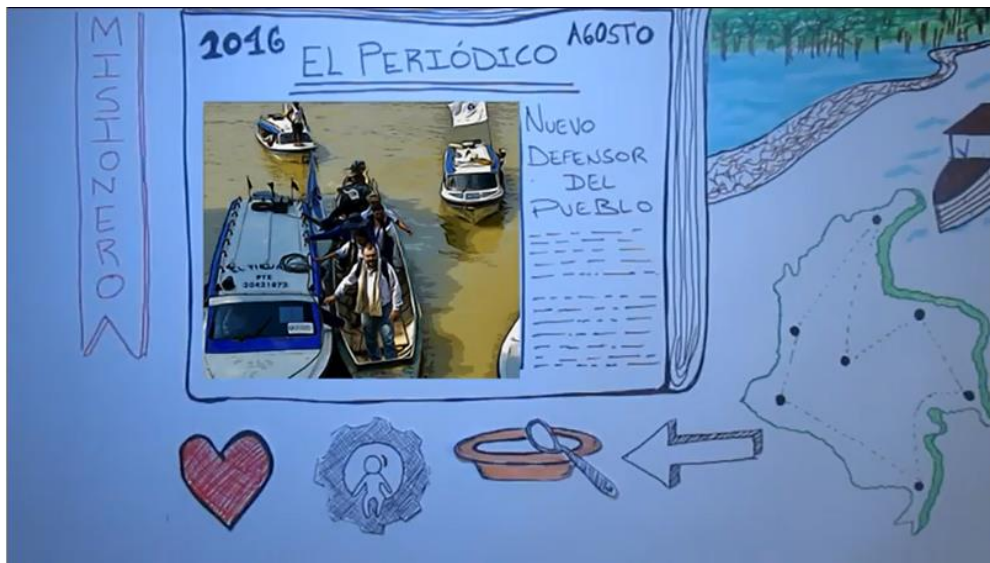 MISIONERO
2016
AGOSTO
EL PERIÓDICO
NUEVO
DEFENSOR
DEL
PUEBLO